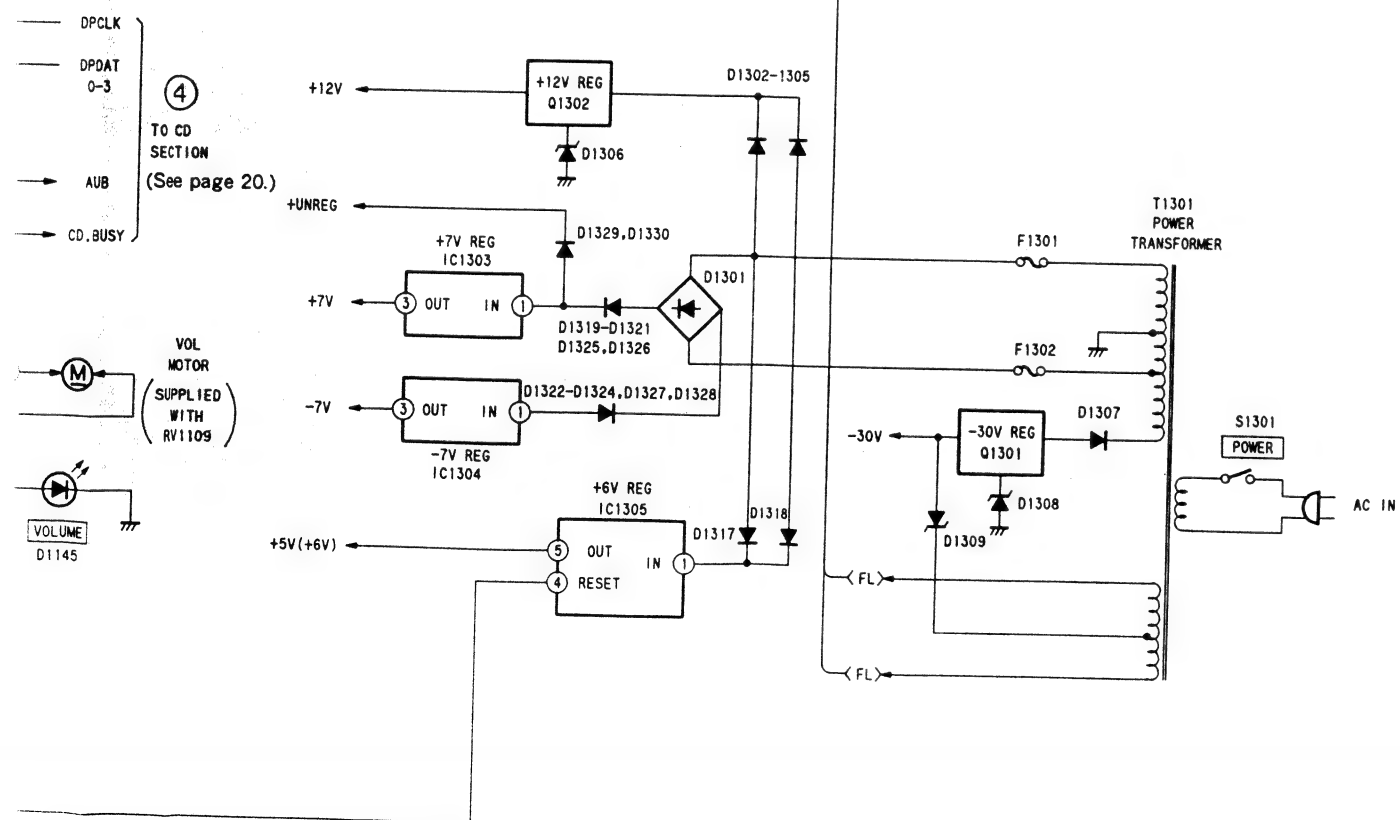 DPCLK
DPDAT
0-3
4
TO CD
SECTION
(See page 20.)
AUB
CD.BUSY
+12V
+12V REG
Q1302
D1306
D1302-1305
+UNREG
D1329,D1330
+7V REG
IC1303
+7V
3 OUT IN 1
D1319-D1321
D1325,D1326
D1301
F1301
T1301
POWER
TRANSFORMER
F1302
VOL
MOTOR
M
(SUPPLIED
WITH
RV1109)
-7V
3 OUT IN 1
-7V REG
IC1304
D1322-D1324,D1327,D1328
-30V
-30V REG
Q1301
D1307
D1308
D1309
S1301
POWER
AC IN
VOLUME
D1145
+6V REG
IC1305
+5V(+6V)
5 OUT IN 1
4 RESET
D1317
D1318
FL
FL